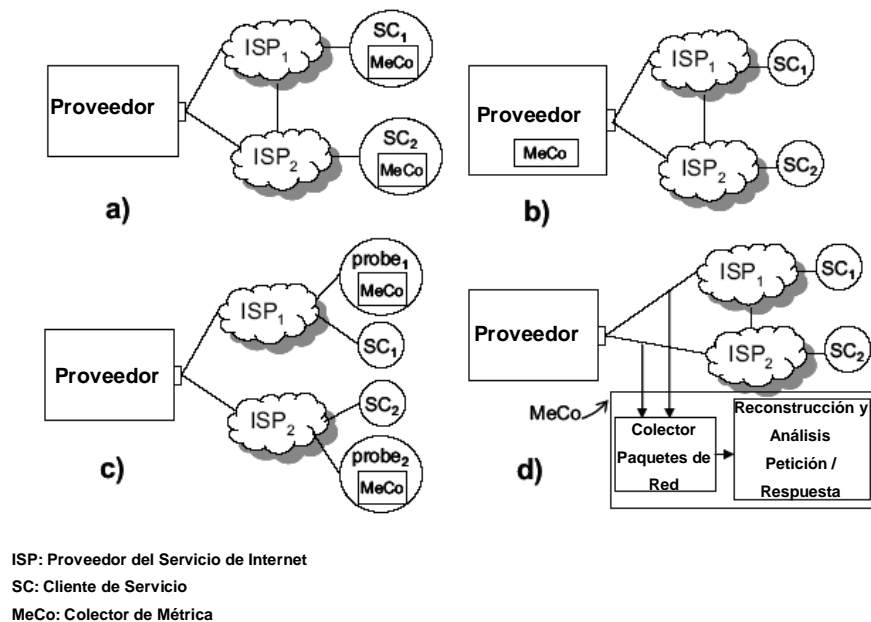 Proveedor
ISP1
SC1
MeCo
ISP2
SC2
MeCo
a)
Proveedor
MeCo
ISP1
SC1
ISP2
SC2
b)
Proveedor
probe1
MeCo
ISP1
SC1
SC2
ISP2
probe2
MeCo
c)
Proveedor
ISP1
SC1
ISP2
SC2
MeCo
Colector
Paquetes de
Red
Reconstrucción y
Análisis
Petición /
Respuesta
d)
ISP: Proveedor del Servicio de Internet
SC: Cliente de Servicio
MeCo: Colector de Métrica